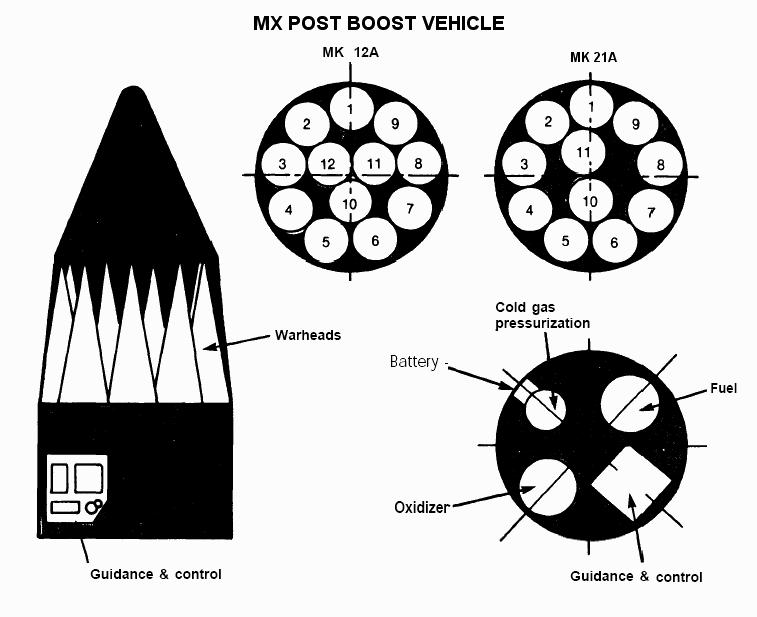 MX POST BOOST VEHICLE
MK 12A
MK 21A
1
2
9
3
12
11
8
4
10
7
5
6
1
2
9
11
3
8
4
10
7
5
6
Warheads
Cold gas
pressurization
Battery
Fuel
Oxidizer
Guidance & control
Guidance & control